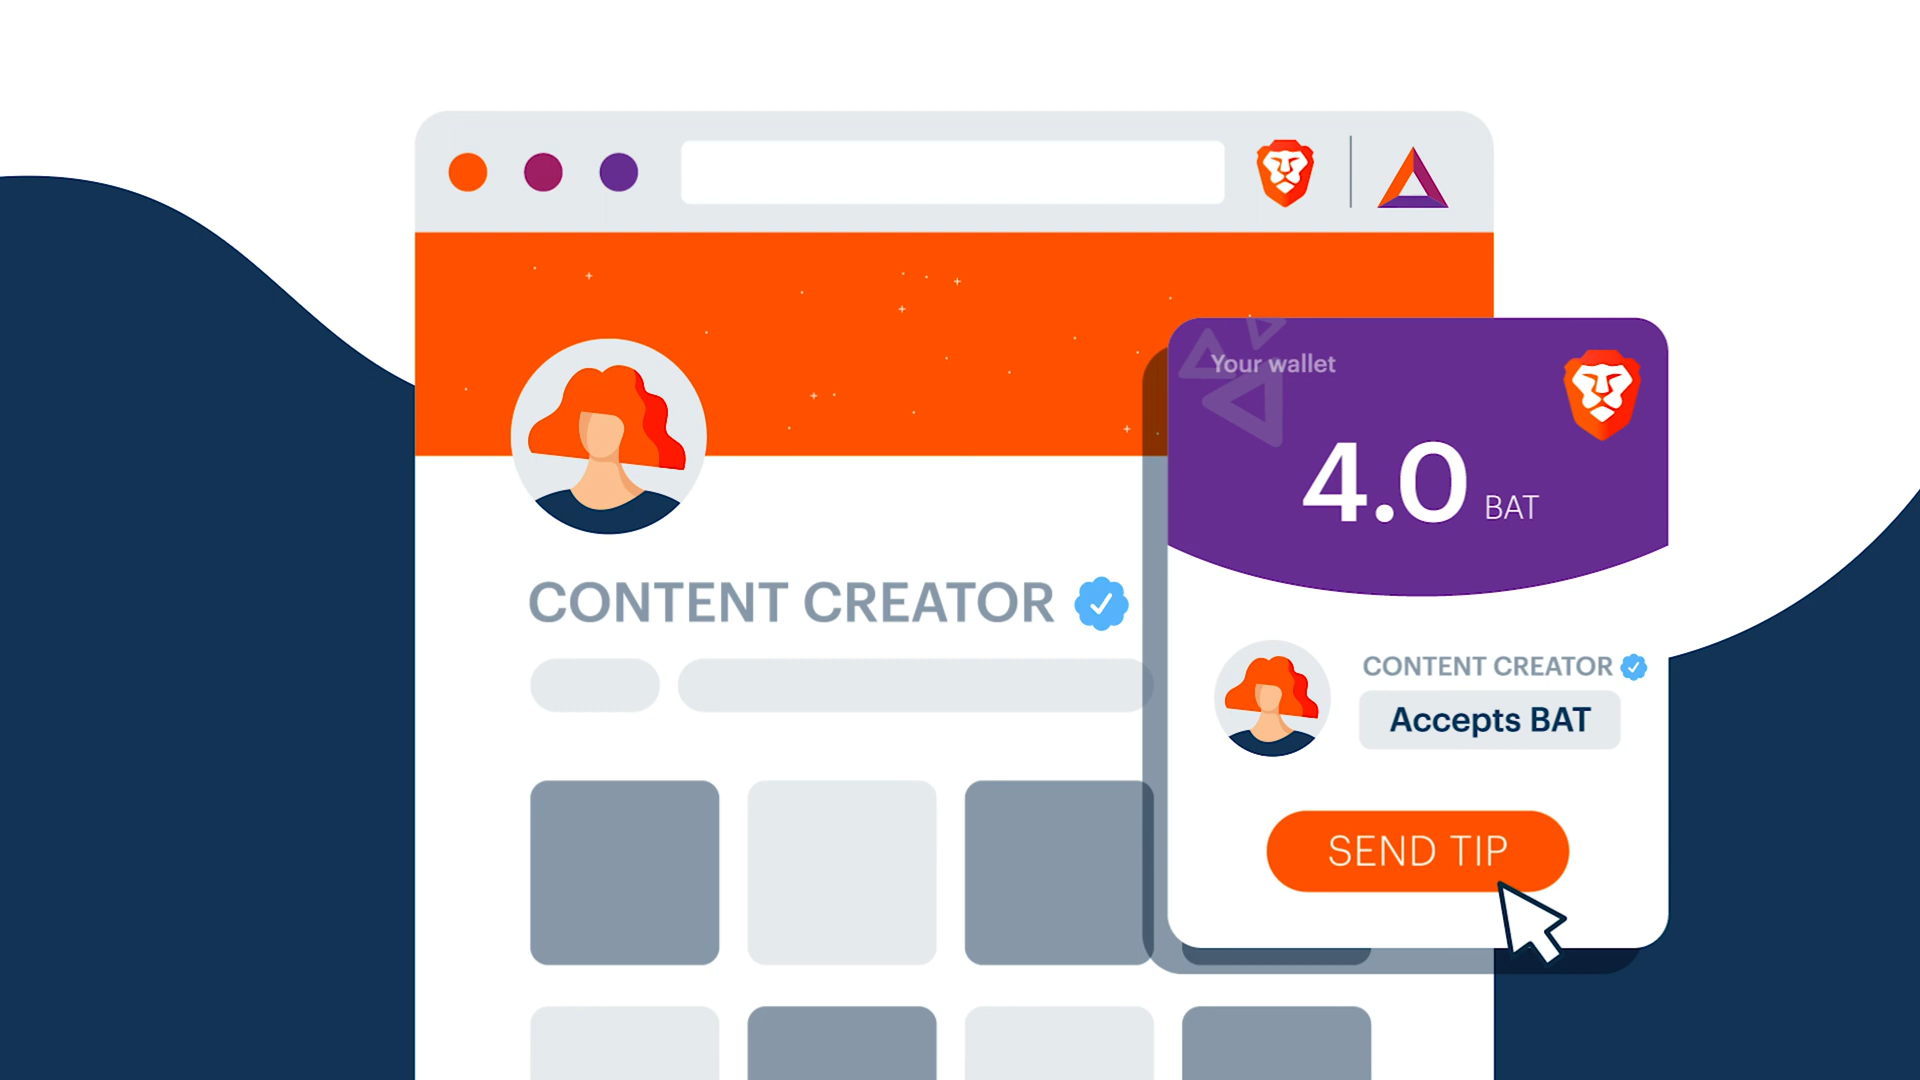 CONTENT CREATOR
Your wallet
4.0 BAT
CONTENT CREATOR
Accepts BAT
SEND TIP